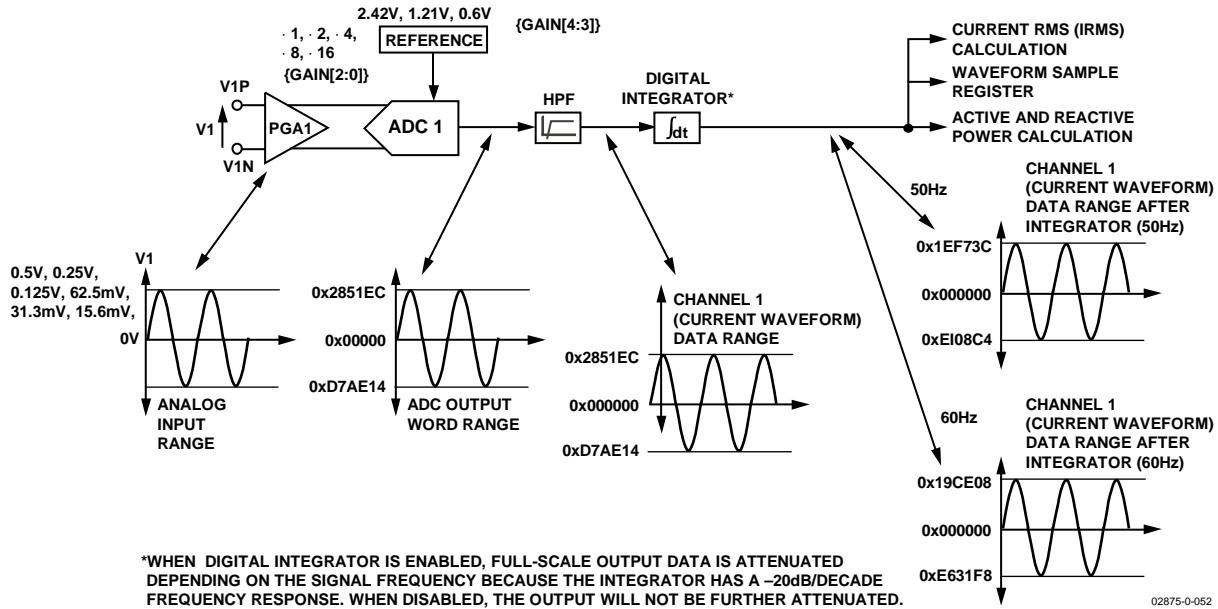 2.42V, 1.21V, 0.6V
{GAIN[4:3]}
· 1, · 2, · 4,
· 8, · 16
{GAIN[2:0]}
REFERENCE
V1P
V1
V1N
PGA1
ADC 1
HPF
DIGITAL
INTEGRATOR*
∫dt
CURRENT RMS (IRMS)
CALCULATION
WAVEFORM SAMPLE
REGISTER
ACTIVE AND REACTIVE
POWER CALCULATION
50Hz
CHANNEL 1
(CURRENT WAVEFORM)
DATA RANGE AFTER
INTEGRATOR (50Hz)
0x1EF73C
0x000000
0xEI08C4
V1
0.5V, 0.25V,
0.125V, 62.5mV,
31.3mV, 15.6mV,
0V
ANALOG
INPUT
RANGE
0x2851EC
0x00000
0xD7AE14
ADC OUTPUT
WORD RANGE
CHANNEL 1
(CURRENT WAVEFORM)
DATA RANGE
0x2851EC
0x000000
0xD7AE14
60Hz
CHANNEL 1
(CURRENT WAVEFORM)
DATA RANGE AFTER
INTEGRATOR (60Hz)
0x19CE08
0x000000
0xE631F8
*WHEN DIGITAL INTEGRATOR IS ENABLED, FULL-SCALE OUTPUT DATA IS ATTENUATED
DEPENDING ON THE SIGNAL FREQUENCY BECAUSE THE INTEGRATOR HAS A –20dB/DECADE
FREQUENCY RESPONSE. WHEN DISABLED, THE OUTPUT WILL NOT BE FURTHER ATTENUATED.
02875-0-052